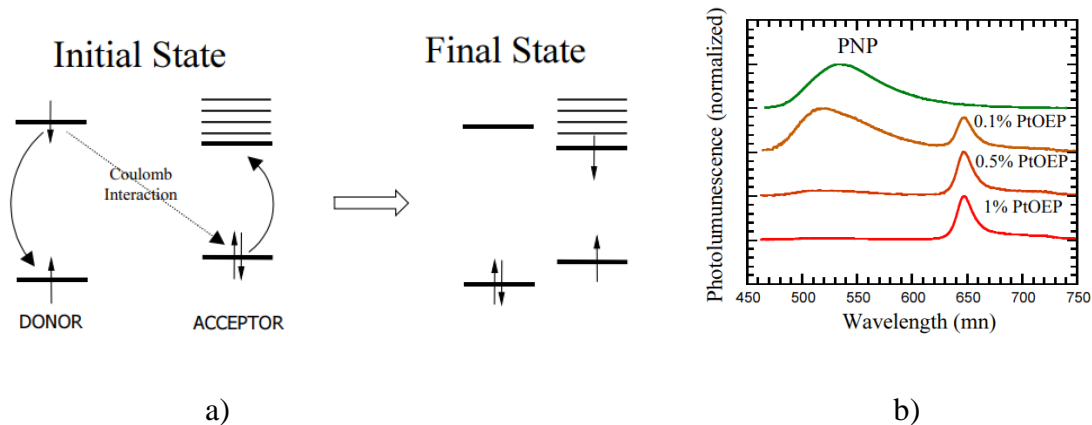 Initial State
Final State
Coulomb
Interaction
DONOR
ACCEPTOR
a)
Photolumunescence (normalized)
PNP
0.1% PtOEP
0.5% PtOEP
1% PtOEP
450 500 550 600 650 700 750
Wavelength (mn)
b)